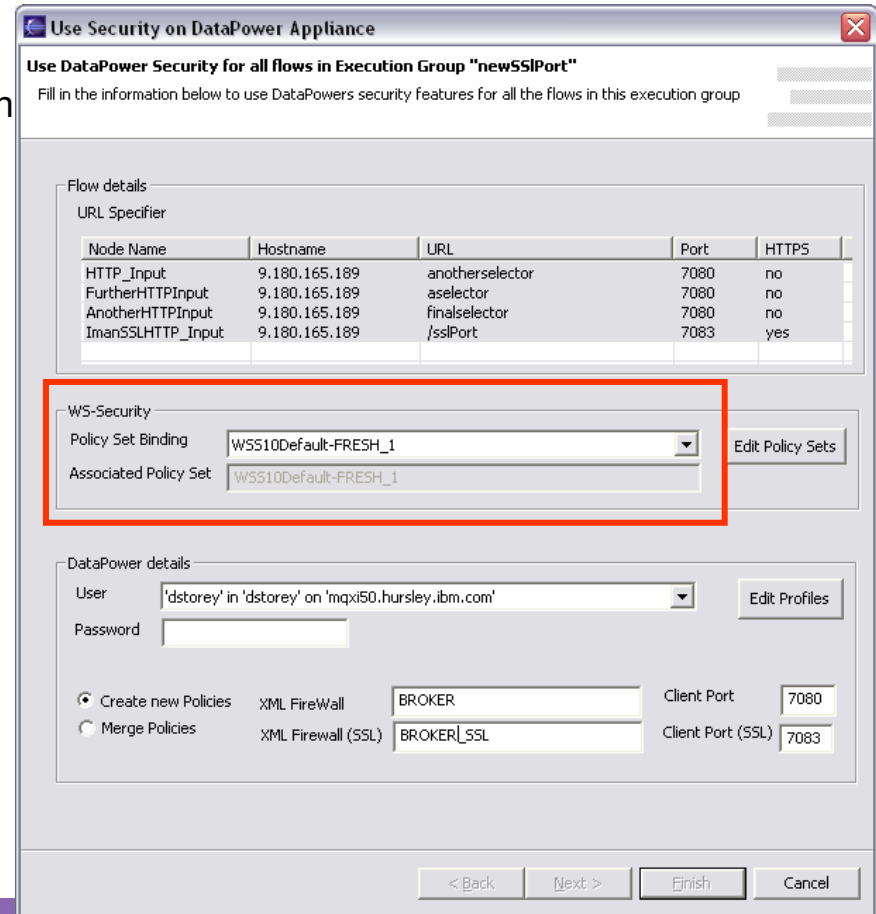 Use Security on DataPower Appliance
Use DataPower Security for all flows in Execution Group "newSSlPort"
n
Fill in the information below to use DataPowers security features for all the flows in this execution group
Flow details
URL Specifier
Node Name Hostname URL Port HTTPS
HTTP_Input 9.180.165.189 anotherselector 7080 no
FurtherHTTPInput 9.180.165.189 aselector 7080 no
AnotherHTTPInput 9.180.165.189 finalselector 7080 no
ImanSSLHTTP_Input 9.180.165.189 /sslPort 7083 yes
WS-Security
Policy Set Binding WSS10Default-FRESH_1 Edit Policy Sets
Associated Policy Set WSS10Default-FRESH_1
DataPower details
User 'dstorey' in 'dstorey' on 'mqxi50.hursley.ibm.com' Edit Profiles
Password
Create new Policies XML FireWall BROKER Client Port 7080
Merge Policies XML Firewall (SSL) BROKER_SSL Client Port (SSL) 7083
< Back Next > Finish Cancel